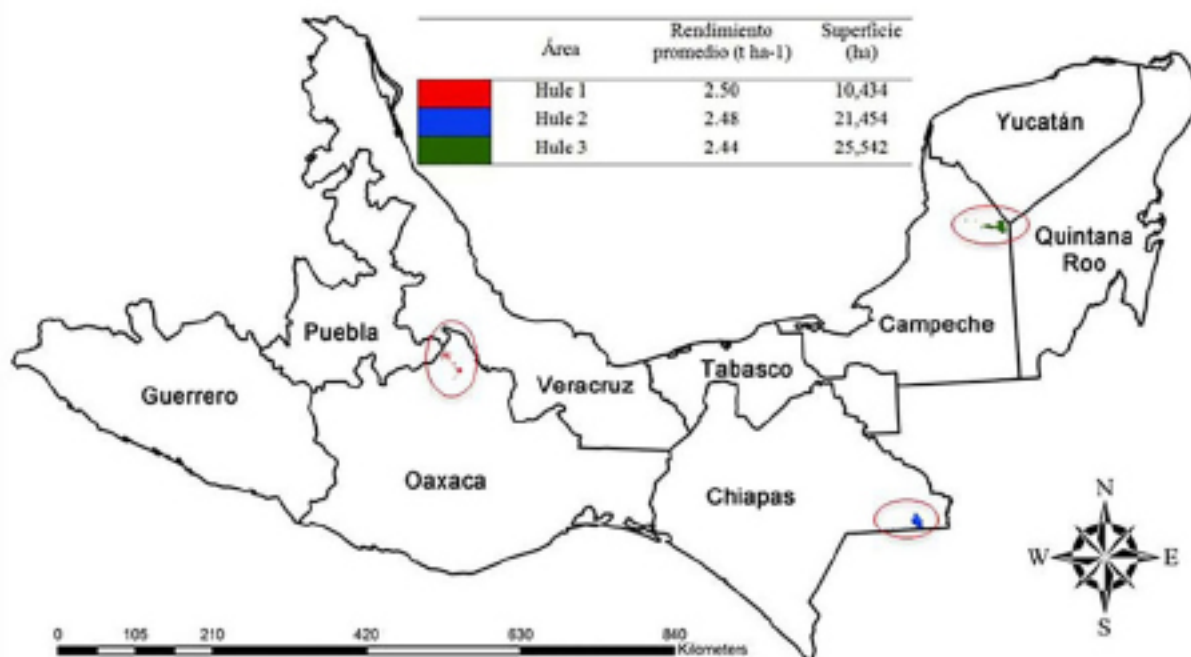 Área Rendimiento promedio (t ha-1) Superficie (ha)
Hule 1 2.50 10,434
Hule 2 2.48 21,454
Hule 3 2.44 25,542
Yucatán
Quintana Roo
Campeche
Puebla
Tabasco
Veracruz
Guerrero
Oaxaca
Chiapas
N
W E
S
0 105 210 420 630 840
Kilometers